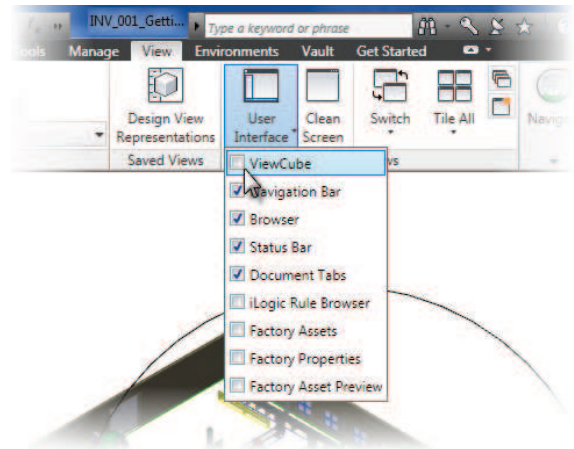 INV_001_Getti... Type a keyword or phrase
Tools Manage View Environments Vault Get Started
Design View Representations
User Interface
Clean Screen
Switch
Tile All
Saved Views
ViewCube
Navigation Bar
Browser
Status Bar
Document Tabs
iLogic Rule Browser
Factory Assets
Factory Properties
Factory Asset Preview